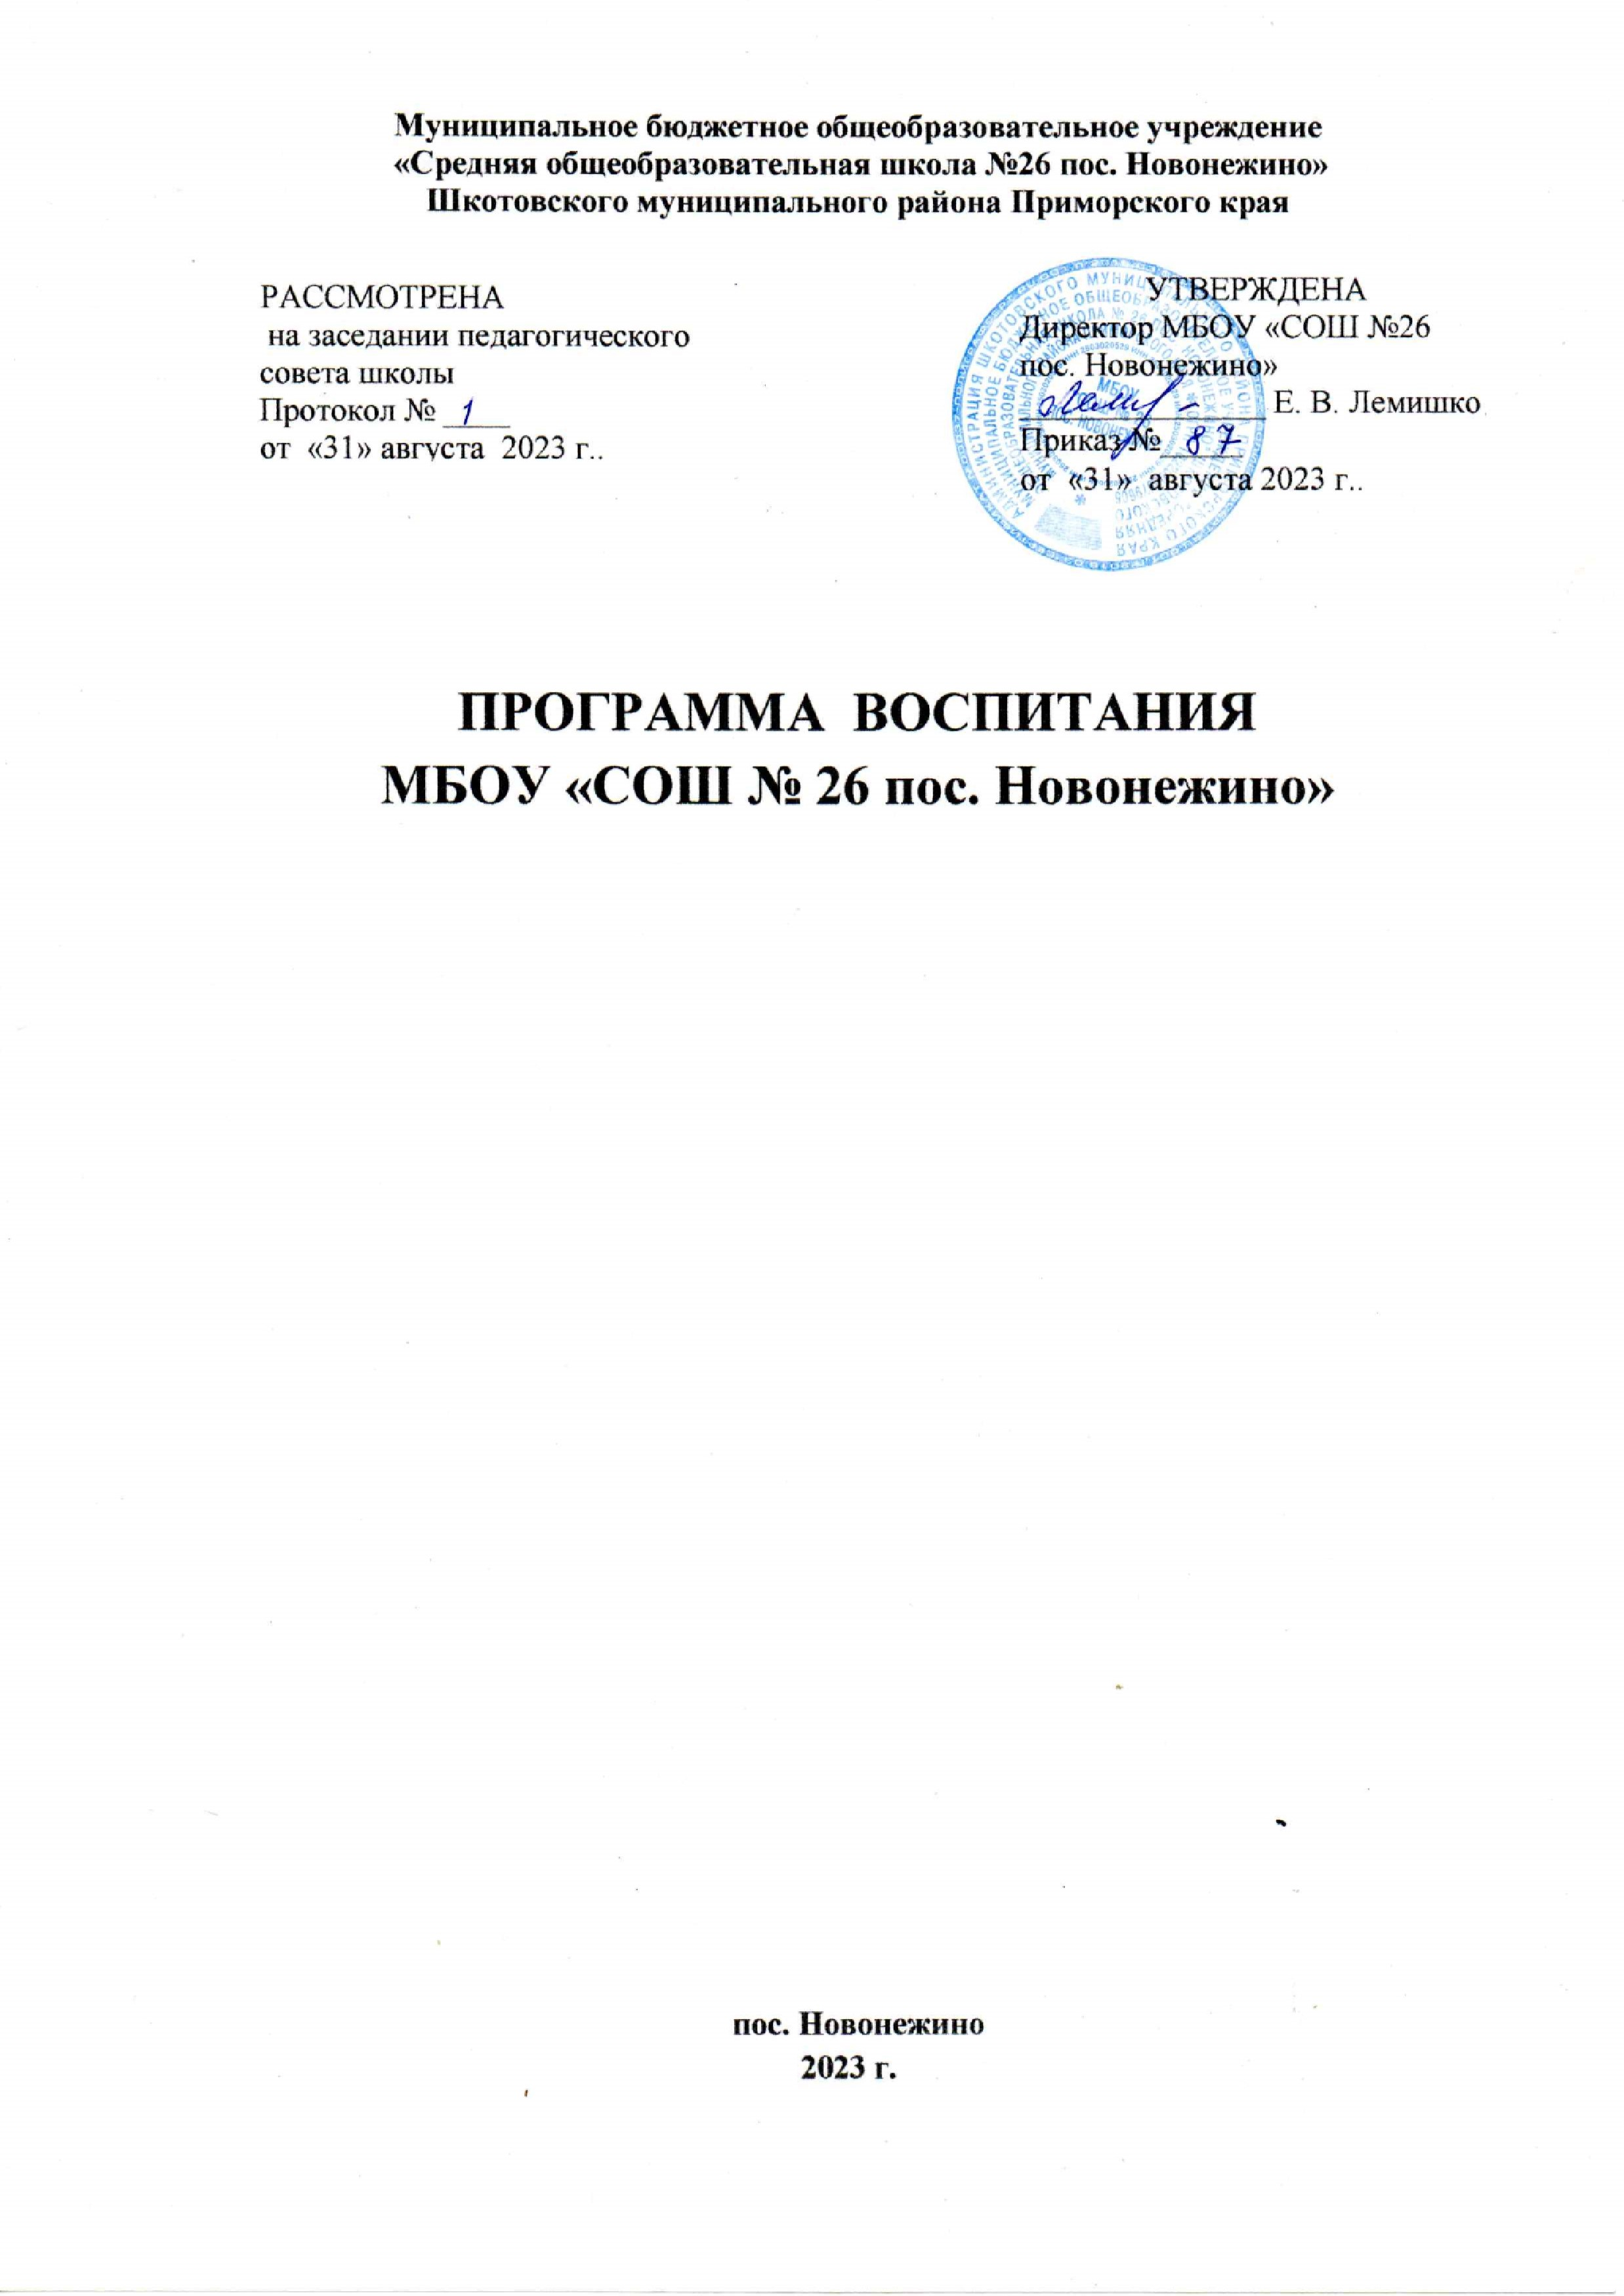 Муниципальное бюджетное общеобразовательное учреждение
«Средняя общеобразовательная школа №26 пос. Новонежино»
Шкотовского муниципального района Приморского края
РАССМОТРЕНА
на заседании педагогического
совета школы
Протокол № 1
от «31» августа 2023 г..
УТВЕРЖДЕНА
Директор МБОУ «СОШ №26
пос. Новонежино»
Е. В. Лемишко
Приказ № 87
от «31» августа 2023 г..
ПРОГРАММА ВОСПИТАНИЯ
МБОУ «СОШ № 26 пос. Новонежино»
пос. Новонежино
2023 г.